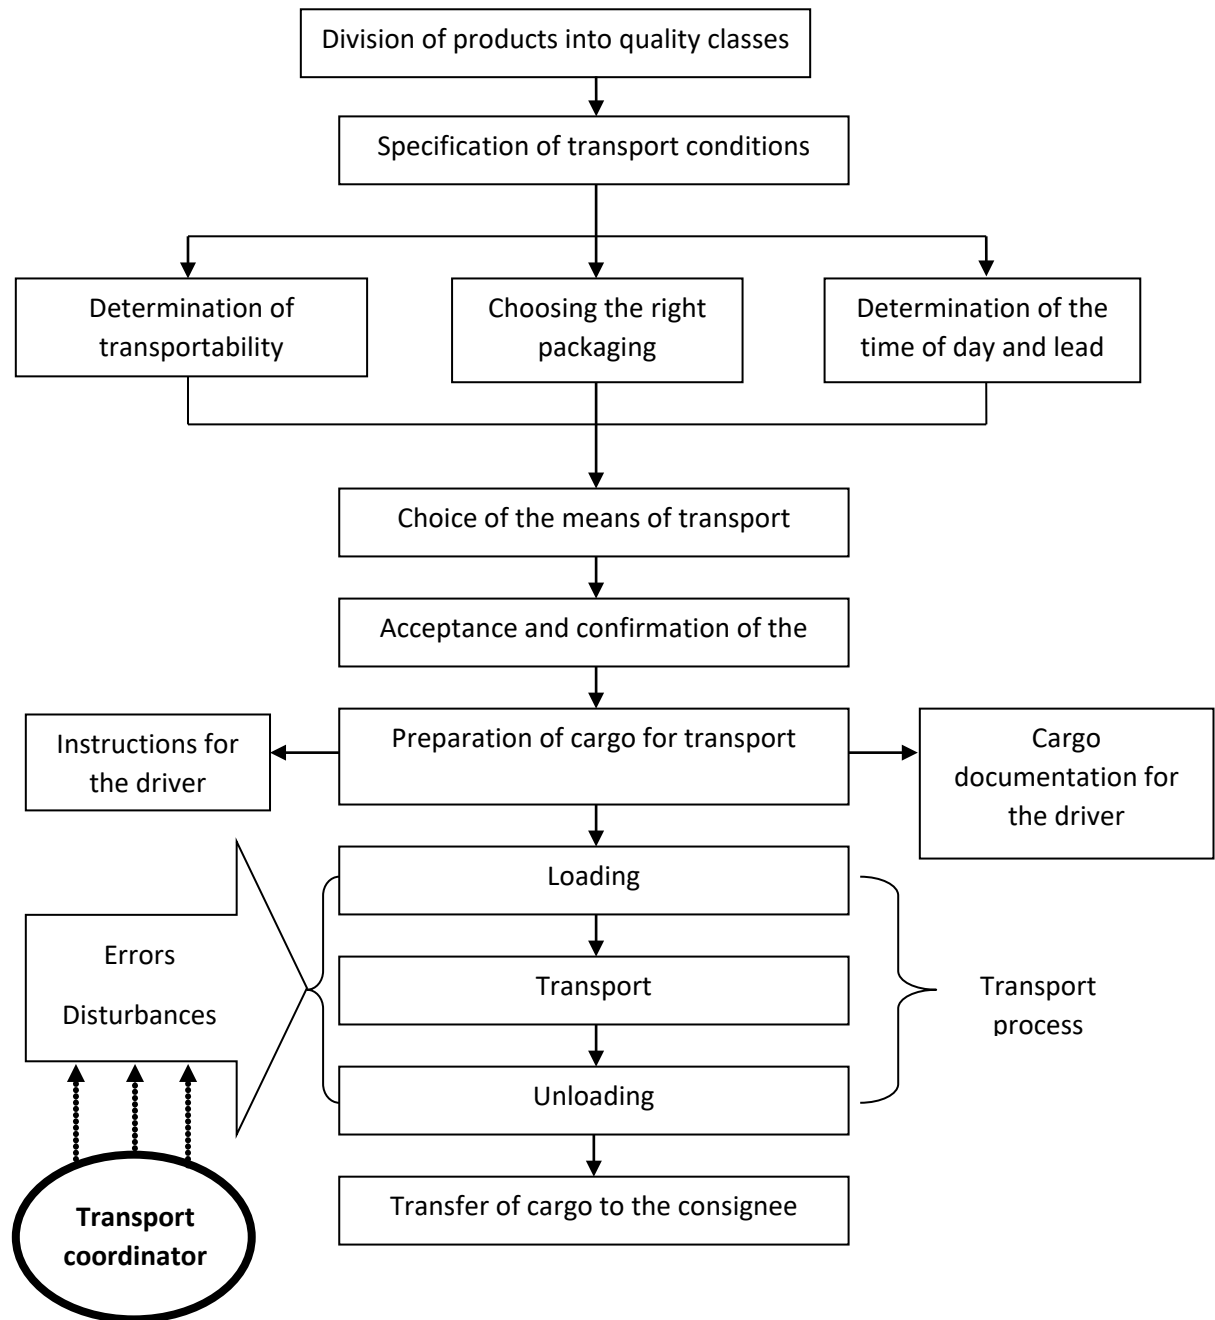 Division of products into quality classes
Specification of transport conditions
Determination of
transportability
Choosing the right
packaging
Determination of the
time of day and lead
Choice of the means of transport
Acceptance and confirmation of the
Instructions for
the driver
Preparation of cargo for transport
Cargo
documentation for
the driver
Loading
Errors
Disturbances
Transport
Transport
process
Unloading
Transfer of cargo to the consignee
Transport
coordinator